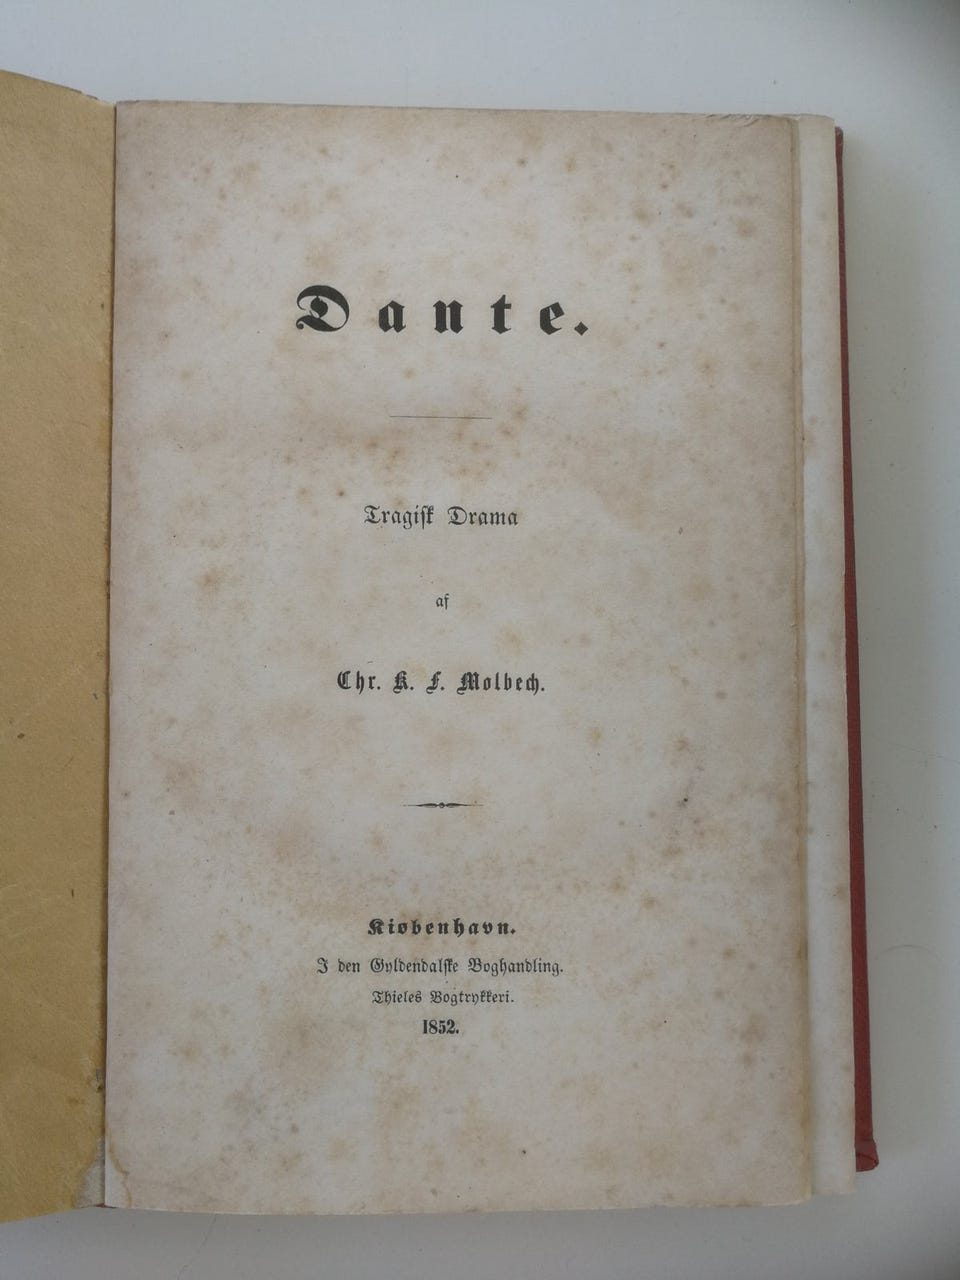 Dante.
Tragisk Drama
af
Chr. K. F. Molbech.
Kiøbenhavn.
I den Gyldendalske Boghandling.
Thieles Bogtrykkeri.
1852.